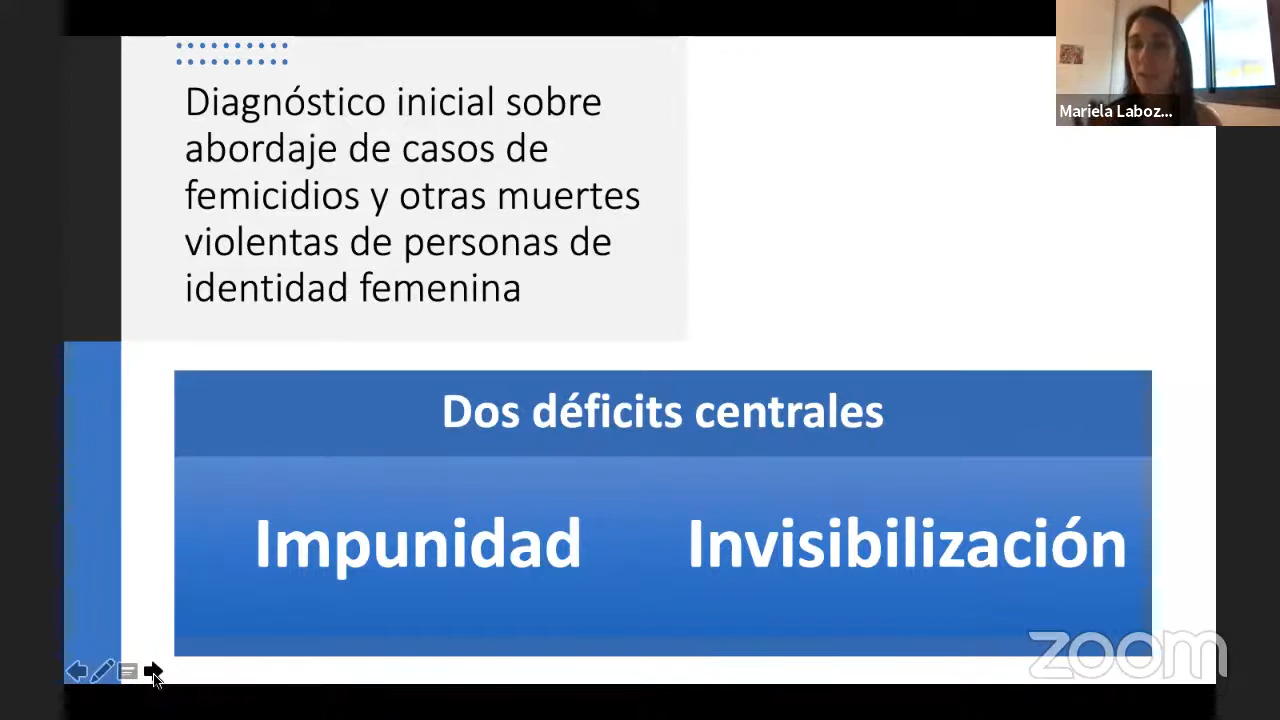 Diagnóstico inicial sobre
abordaje de casos de
femicidios y otras muertes
violentas de personas de
identidad femenina
Mariela Laboz...
Dos déficits centrales
Impunidad Invisibilización
zoom